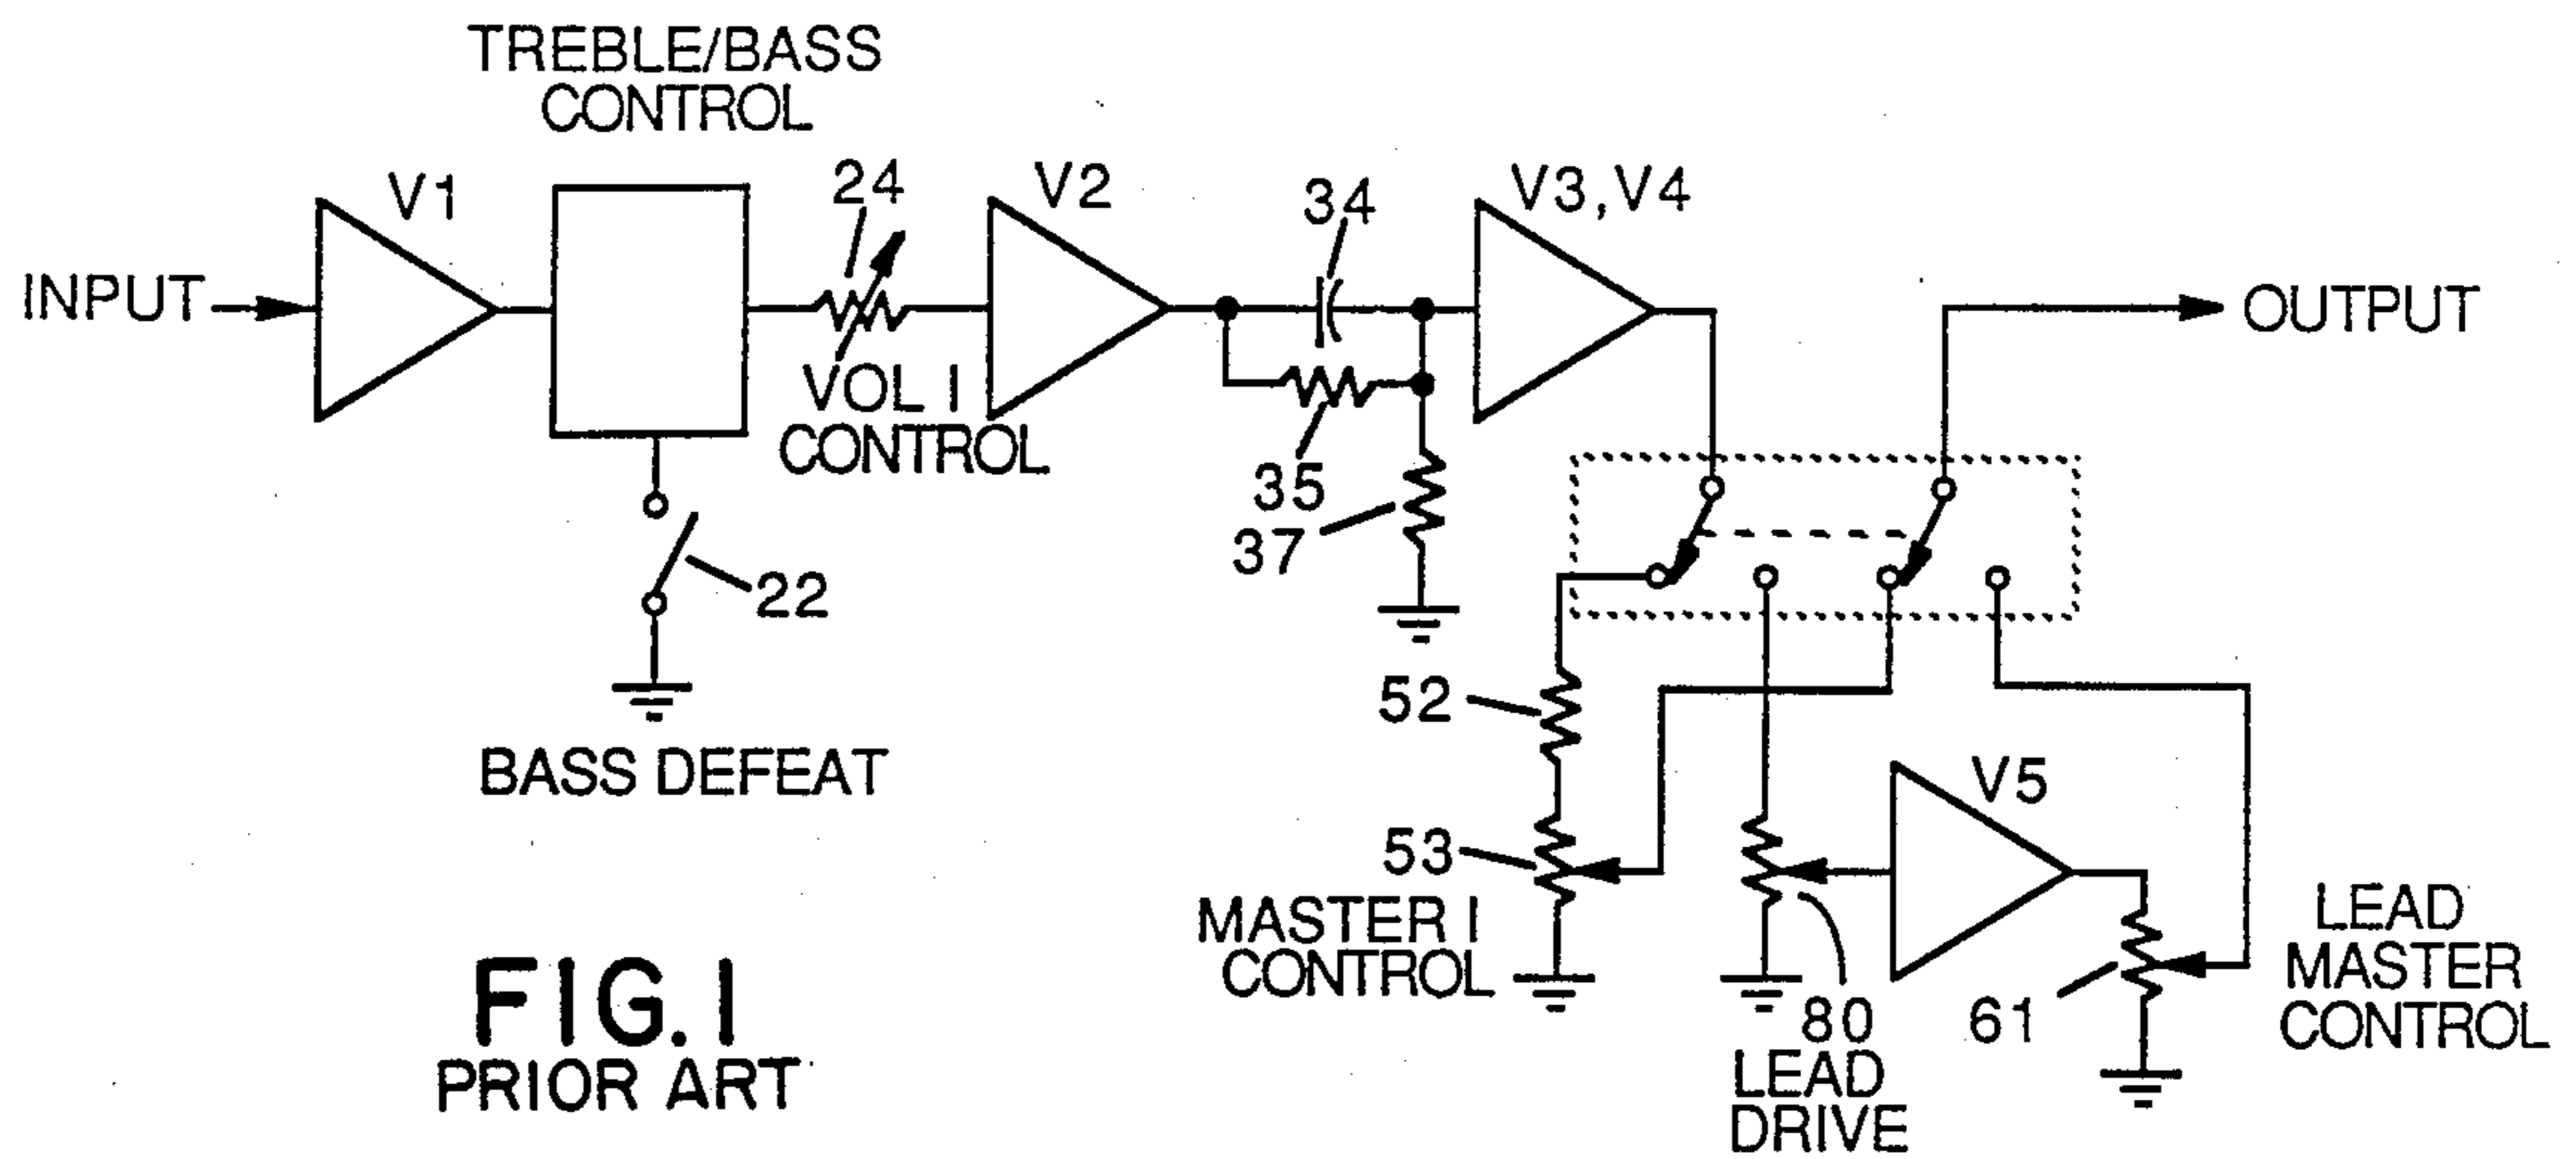 TREBLE/BASS
CONTROL
V1
24
V2
34
V3,V4
INPUT
OUTPUT
VOL I
CONTROL
35
37
22
52
BASS DEFEAT
V5
53
MASTER I
CONTROL
LEAD
MASTER
CONTROL
80
61
LEAD
DRIVE
FIG. I
PRIOR ART